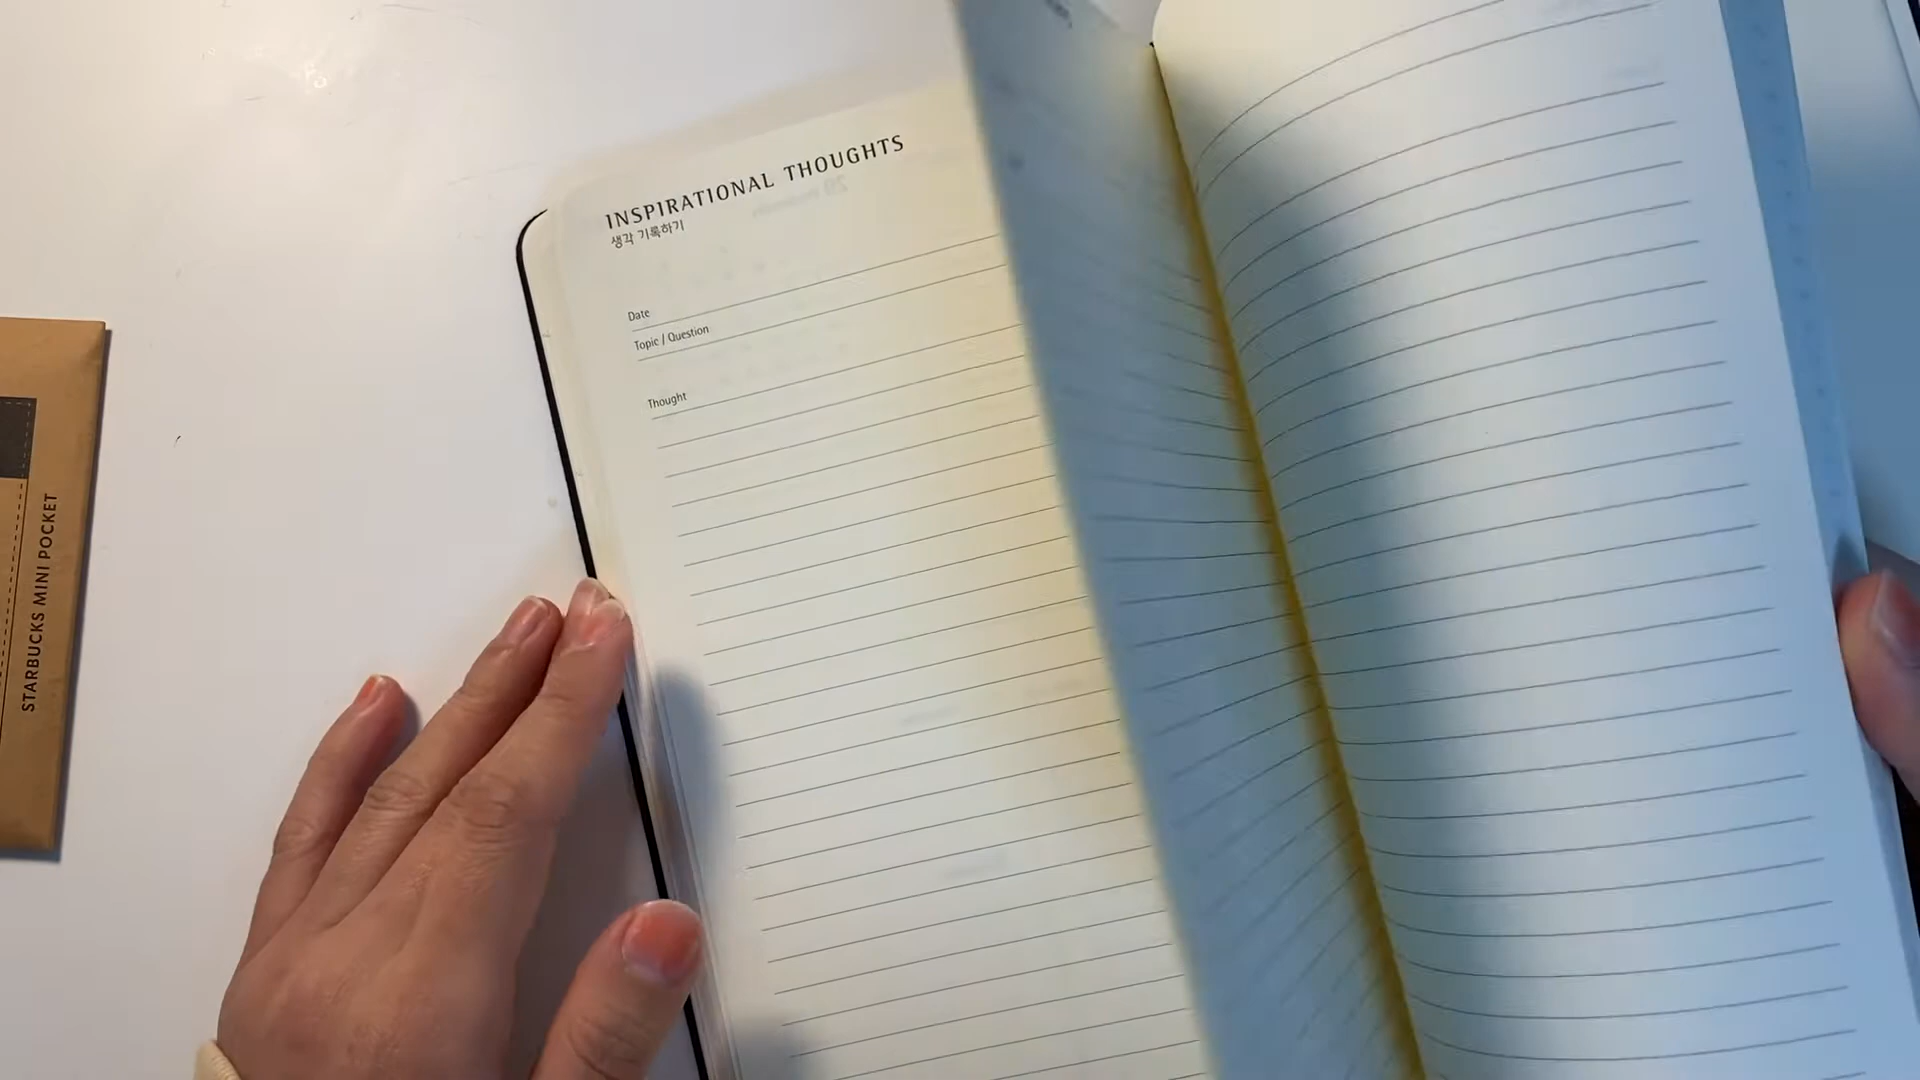 INSPIRATIONAL THOUGHTS
생각 기록하기
Date
Topic / Question
Thought
STARBUCKS MINI POCKET